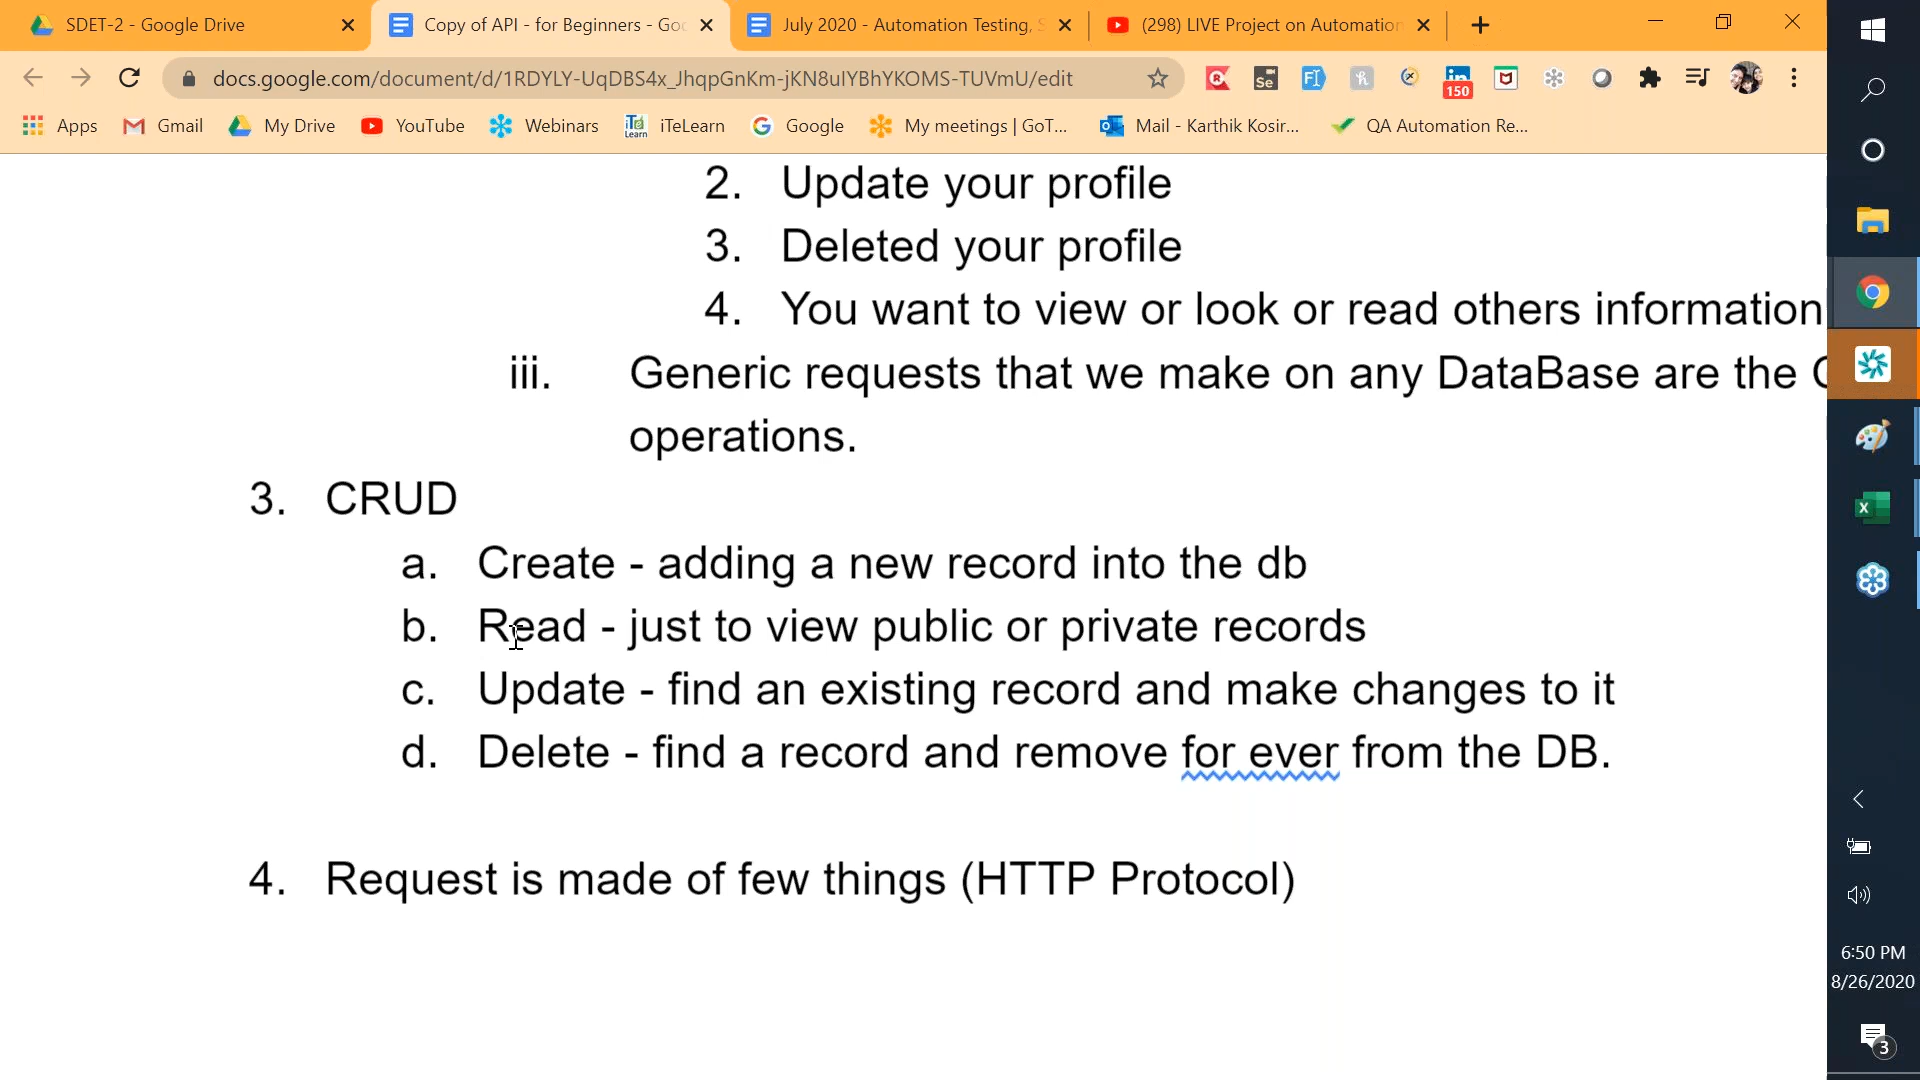 SDET-2 - Google Drive
Copy of API - for Beginners - Goo
July 2020 - Automation Testing, S
(298) LIVE Project on Automation
docs.google.com/document/d/1RDYLY-UqDBS4x_JhqpGnKm-jKN8uIYBhYKOMS-TUVmU/edit
Se
150
Apps
Gmail
My Drive
YouTube
Webinars
iTeLearn
Google
My meetings | GoT...
Mail - Karthik Kosir...
QA Automation Re...
2. Update your profile
3. Deleted your profile
4. You want to view or look or read others information
iii. Generic requests that we make on any DataBase are the C
operations.
3. CRUD
a. Create - adding a new record into the db
b. Read - just to view public or private records
c. Update - find an existing record and make changes to it
d. Delete - find a record and remove for ever from the DB.
4. Request is made of few things (HTTP Protocol)
6:50 PM
8/26/2020
3